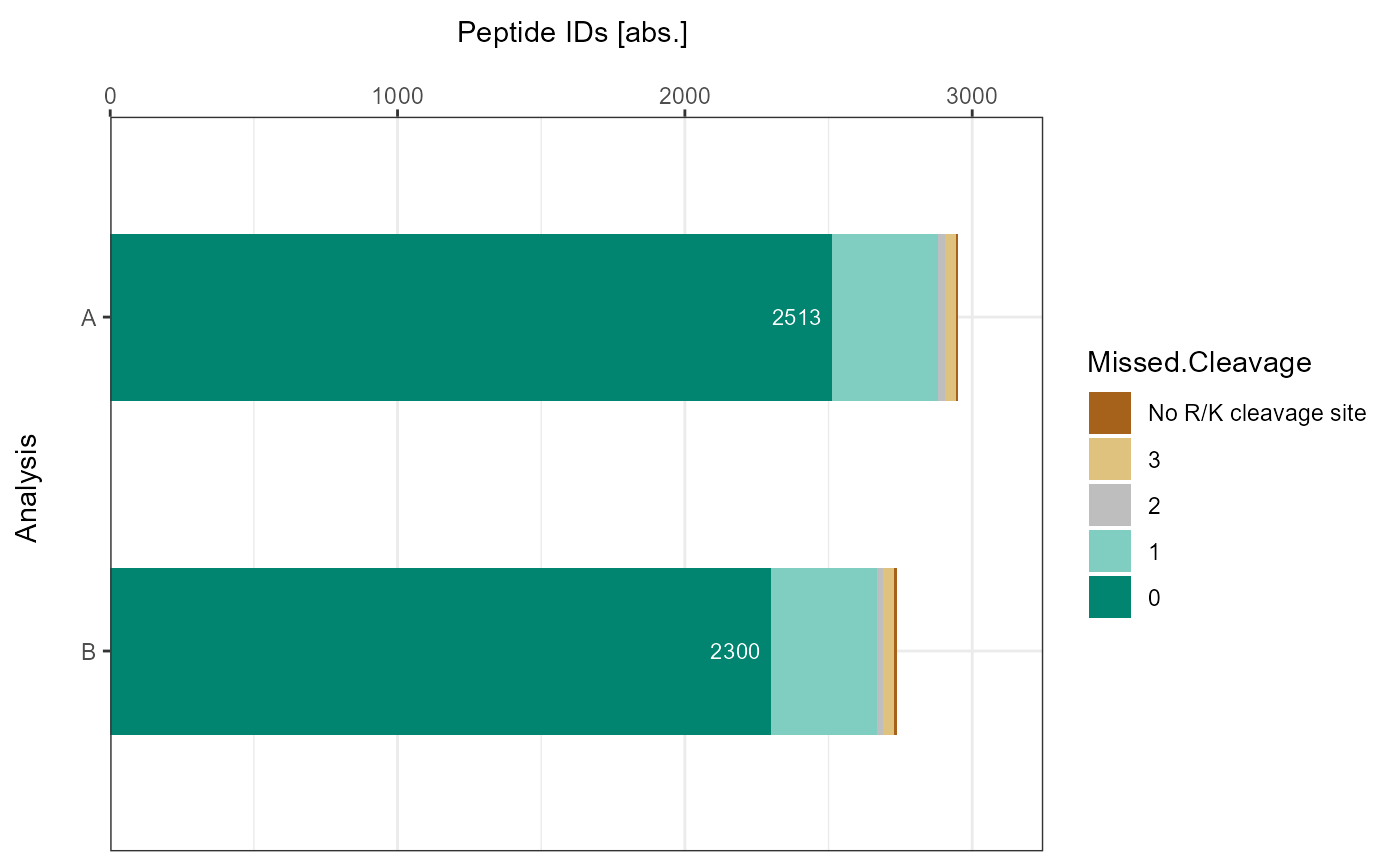 Peptide IDs [abs.]
0 1000 2000 3000
A
2513
Analysis
B
2300
Missed.Cleavage
No R/K cleavage site
3
2
1
0